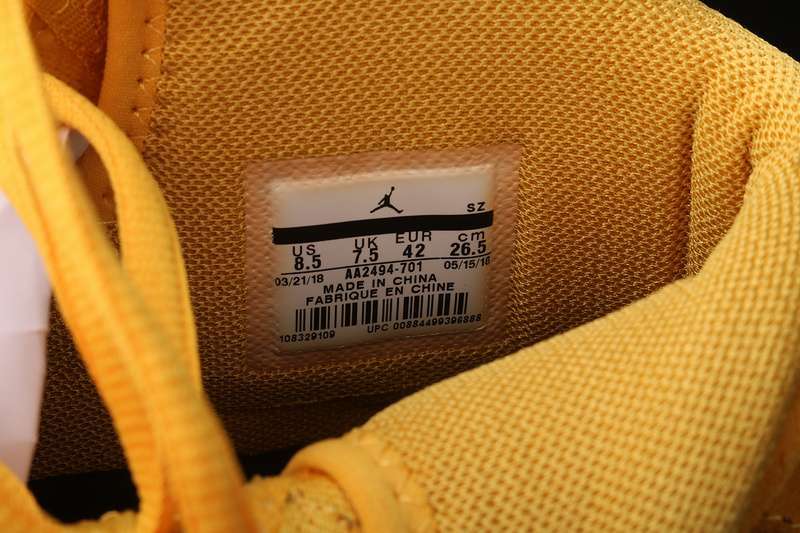 SZ
US UK EUR cm
8.5 7.5 42 26.5
03/21/18 AA2494-701 05/15/18
MADE IN CHINA
FABRIQUE EN CHINE
108329109 UPC 00884499396888